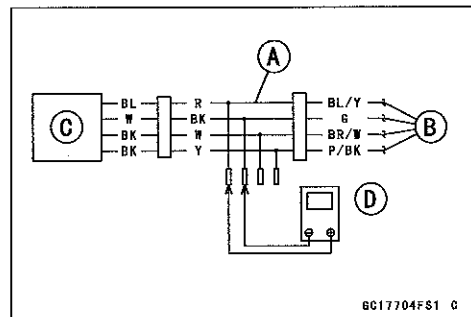 A
BL R BL/Y
W BK G
C B
BK W BR/W
BK Y P/BK
D
GC17704FS1 C